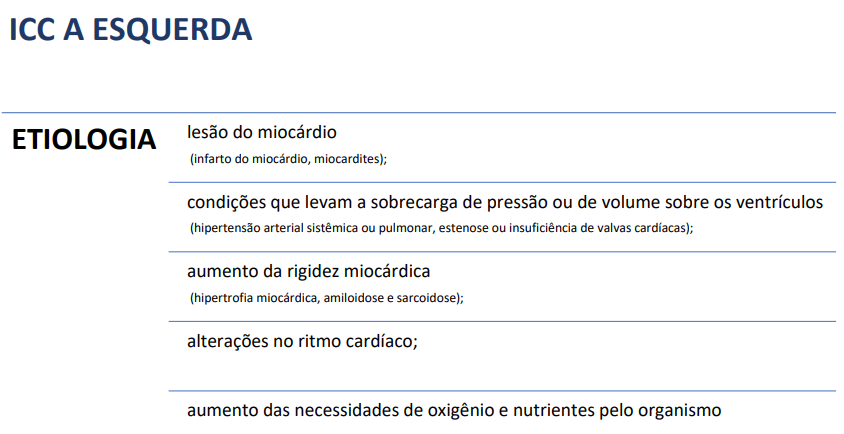 ICC A ESQUERDA
ETIOLOGIA
lesão do miocárdio
(infarto do miocárdio, miocardites);
condições que levam a sobrecarga de pressão ou de volume sobre os ventrículos
(hipertensão arterial sistêmica ou pulmonar, estenose ou insuficiência de valvas cardíacas);
aumento da rigidez miocárdica
(hipertrofia miocárdica, amiloidose e sarcoidose);
alterações no ritmo cardíaco;
aumento das necessidades de oxigênio e nutrientes pelo organismo